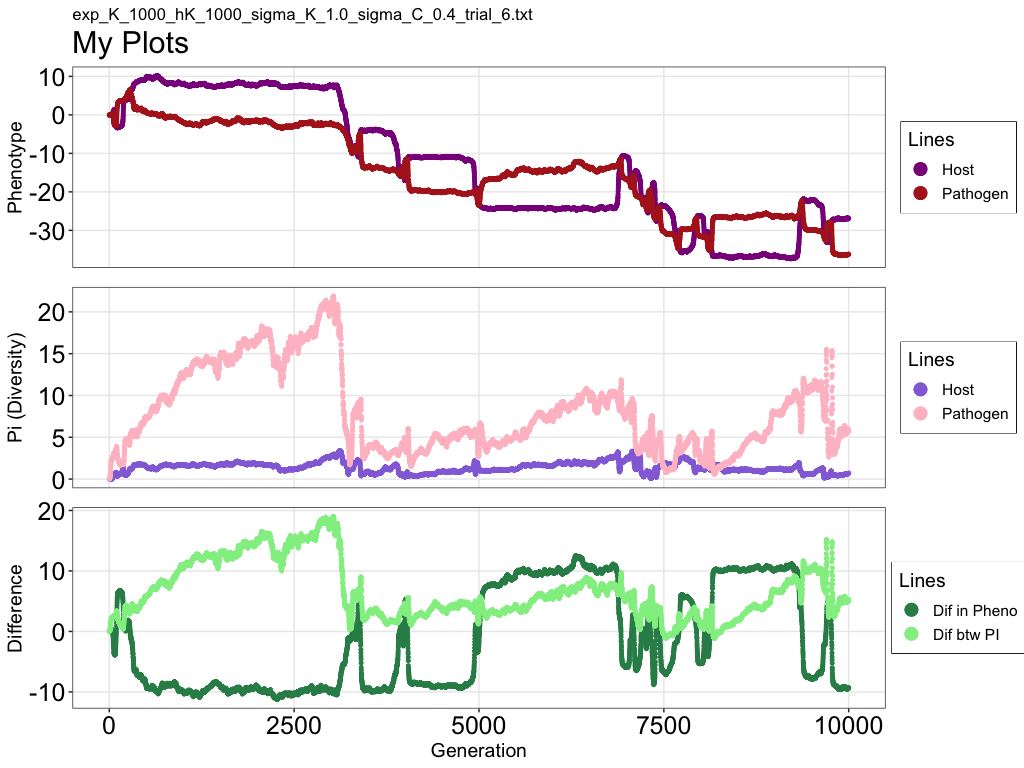 exp_K_1000_hK_1000_sigma_K_1.0_sigma_C_0.4_trial_6.txt
My Plots
Phenotype
10
0
-10
-20
-30
Lines
Host
Pathogen
Pi (Diversity)
20
15
10
5
0
Lines
Host
Pathogen
Difference
20
10
0
-10
Lines
Dif in Pheno
Dif btw PI
0 2500 5000 7500 10000
Generation